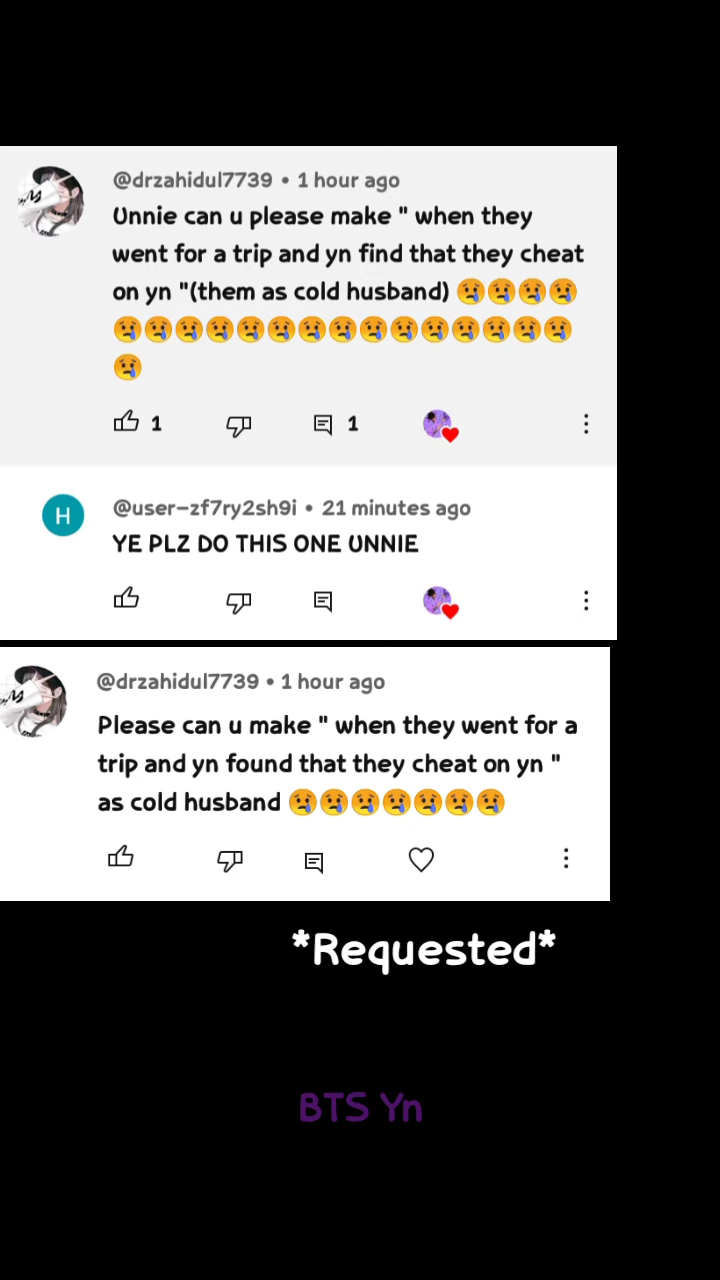 @drzahidul7739 • 1 hour ago
Unnie can u please make " when they
went for a trip and yn find that they cheat
on yn "(them as cold husband) 😢😢😢😢
😢😢😢😢😢😢😢😢😢😢😢😢😢😢😢
😢
1 1
H @user-zf7ry2sh9i • 21 minutes ago
YE PLZ DO THIS ONE UNNIE
@drzahidul7739 • 1 hour ago
Please can u make " when they went for a
trip and yn found that they cheat on yn "
as cold husband 😢😢😢😢😢😢😢
*Requested*
BTS Yn